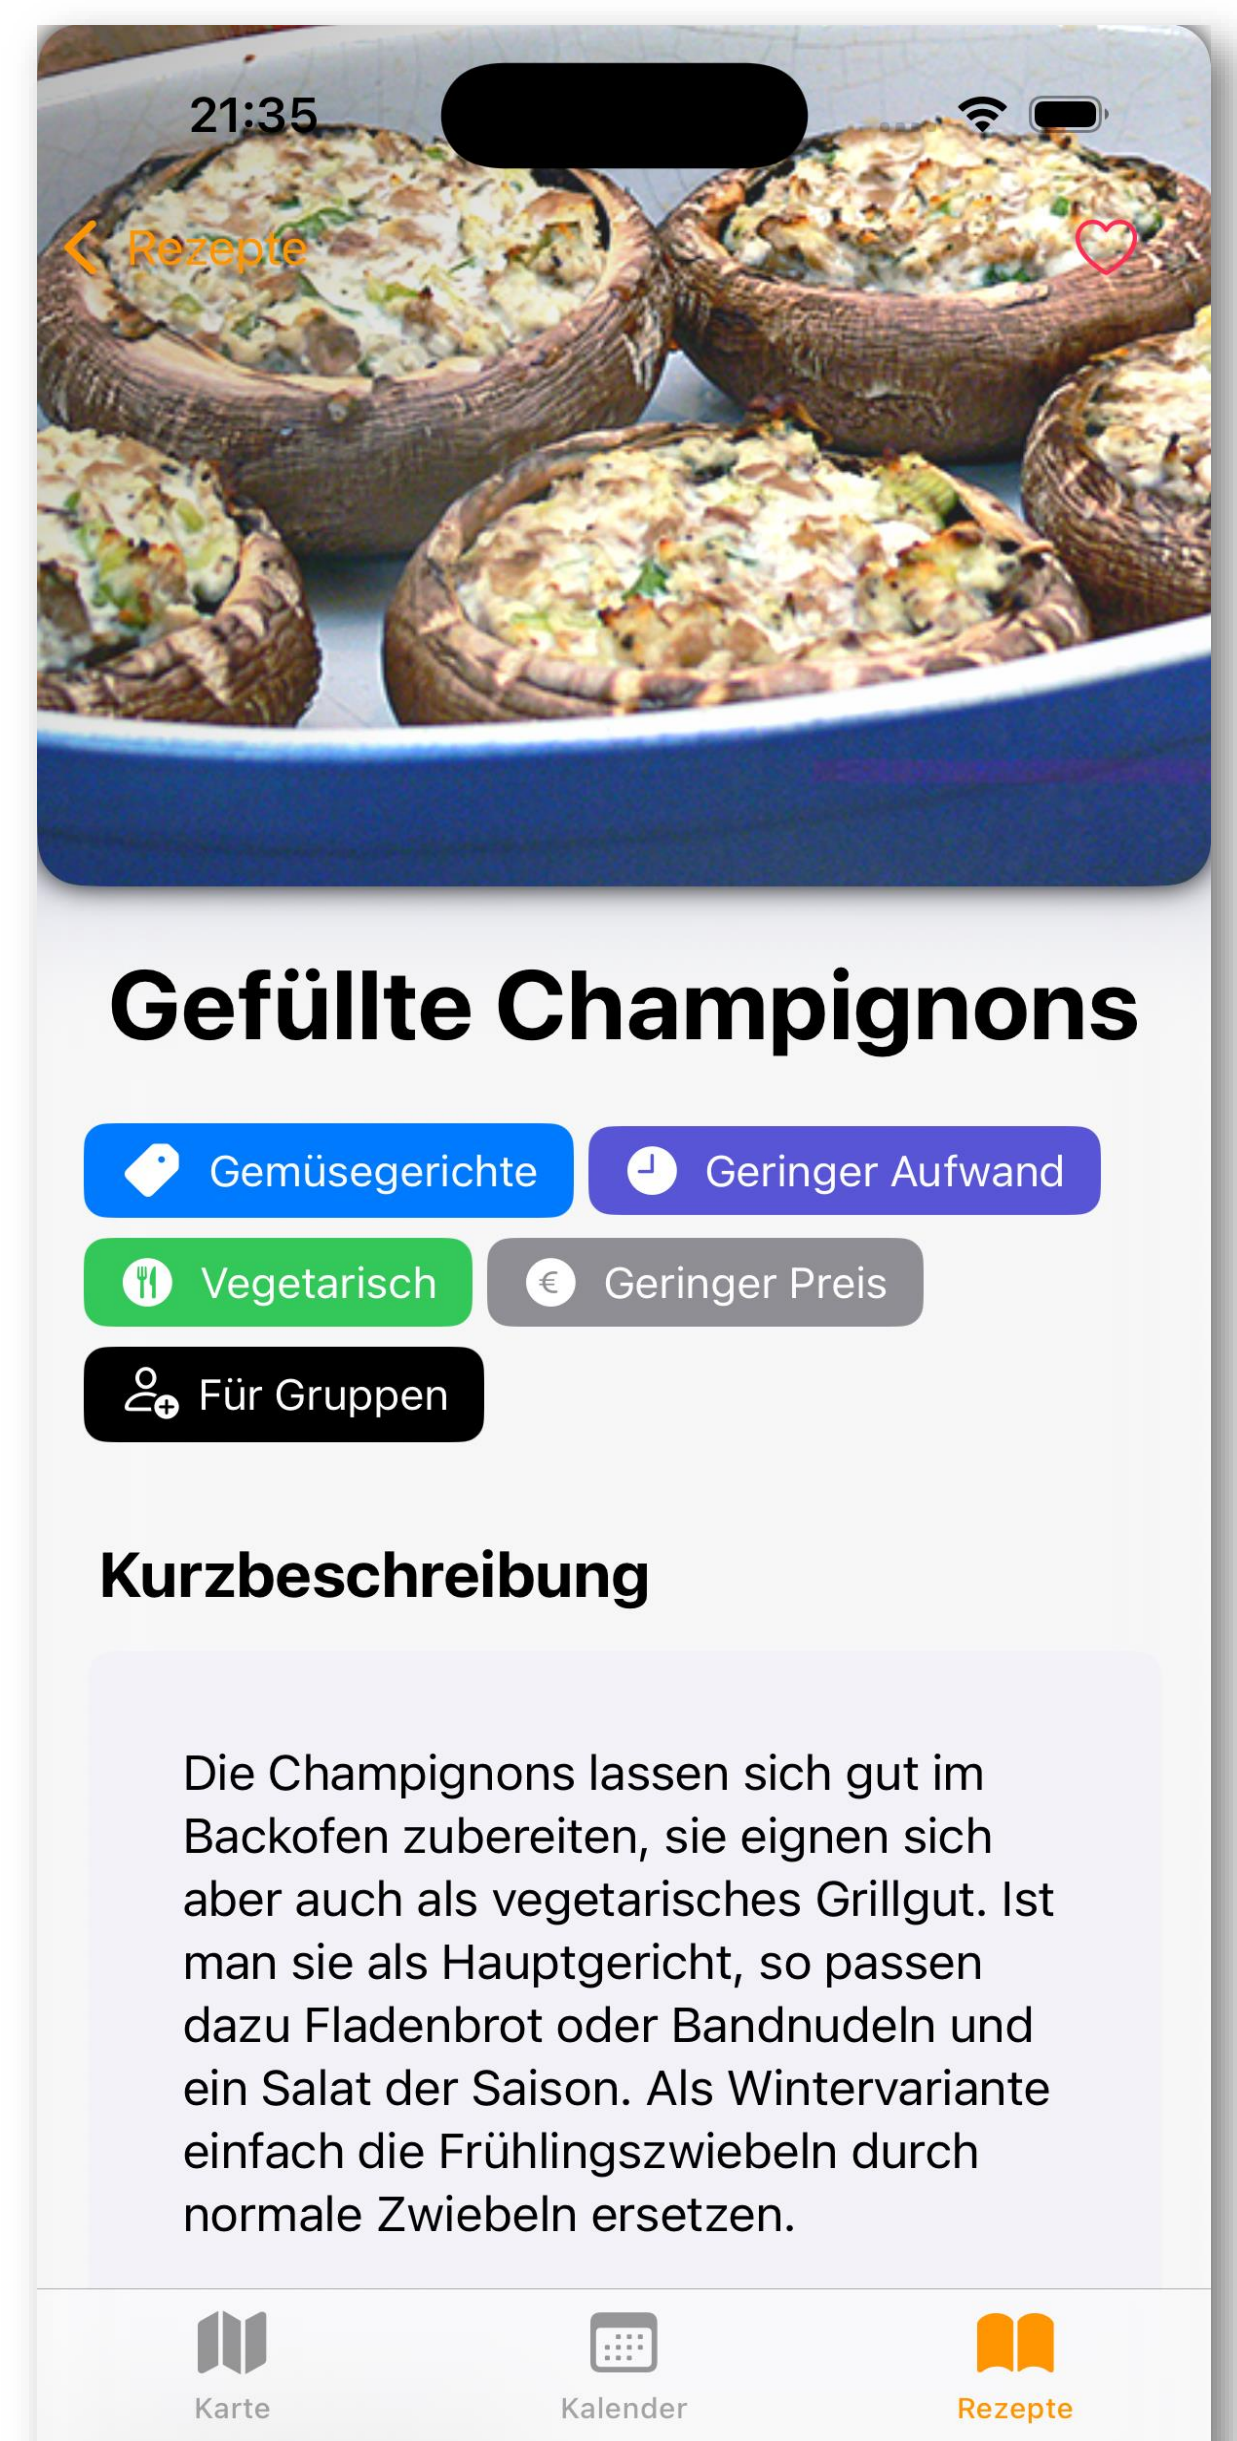 21:35
Rezepte
Gefüllte Champignons
Gemüsegerichte
Geringer Aufwand
Vegetarisch
€ Geringer Preis
Für Gruppen
Kurzbeschreibung
Die Champignons lassen sich gut im
Backofen zubereiten, sie eignen sich
aber auch als vegetarisches Grillgut. Ist
man sie als Hauptgericht, so passen
dazu Fladenbrot oder Bandnudeln und
ein Salat der Saison. Als Wintervariante
einfach die Frühlingszwiebeln durch
normale Zwiebeln ersetzen.
Karte
Kalender
Rezepte